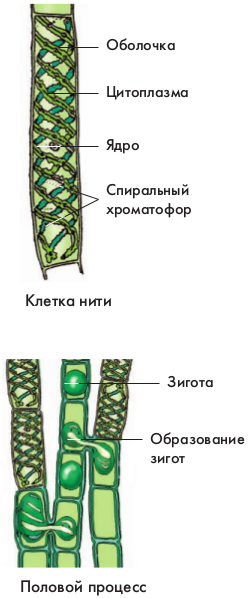 Оболочка
Цитоплазма
Ядро
Спиральный
хроматофор
Клетка нити
Зигота
Образование
зигот
Половой процесс